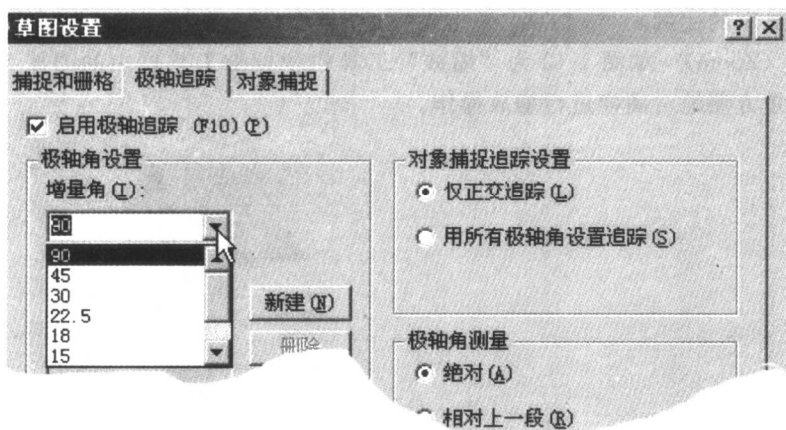 草图设置
捕捉和栅格 极轴追踪 对象捕捉
启用极轴追踪 (F10)(P)
极轴角设置
增量角(I):
90
90
45
30
22.5
18
15
新建(N)
删除
对象捕捉追踪设置
仅正交追踪(L)
用所有极轴角设置追踪(S)
极轴角测量
绝对(A)
相对上一段(R)